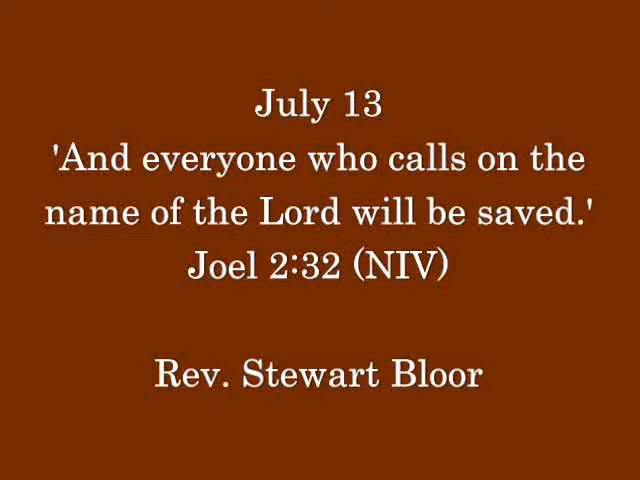 July 13
'And everyone who calls on the
name of the Lord will be saved.'
Joel 2:32 (NIV)
Rev. Stewart Bloor